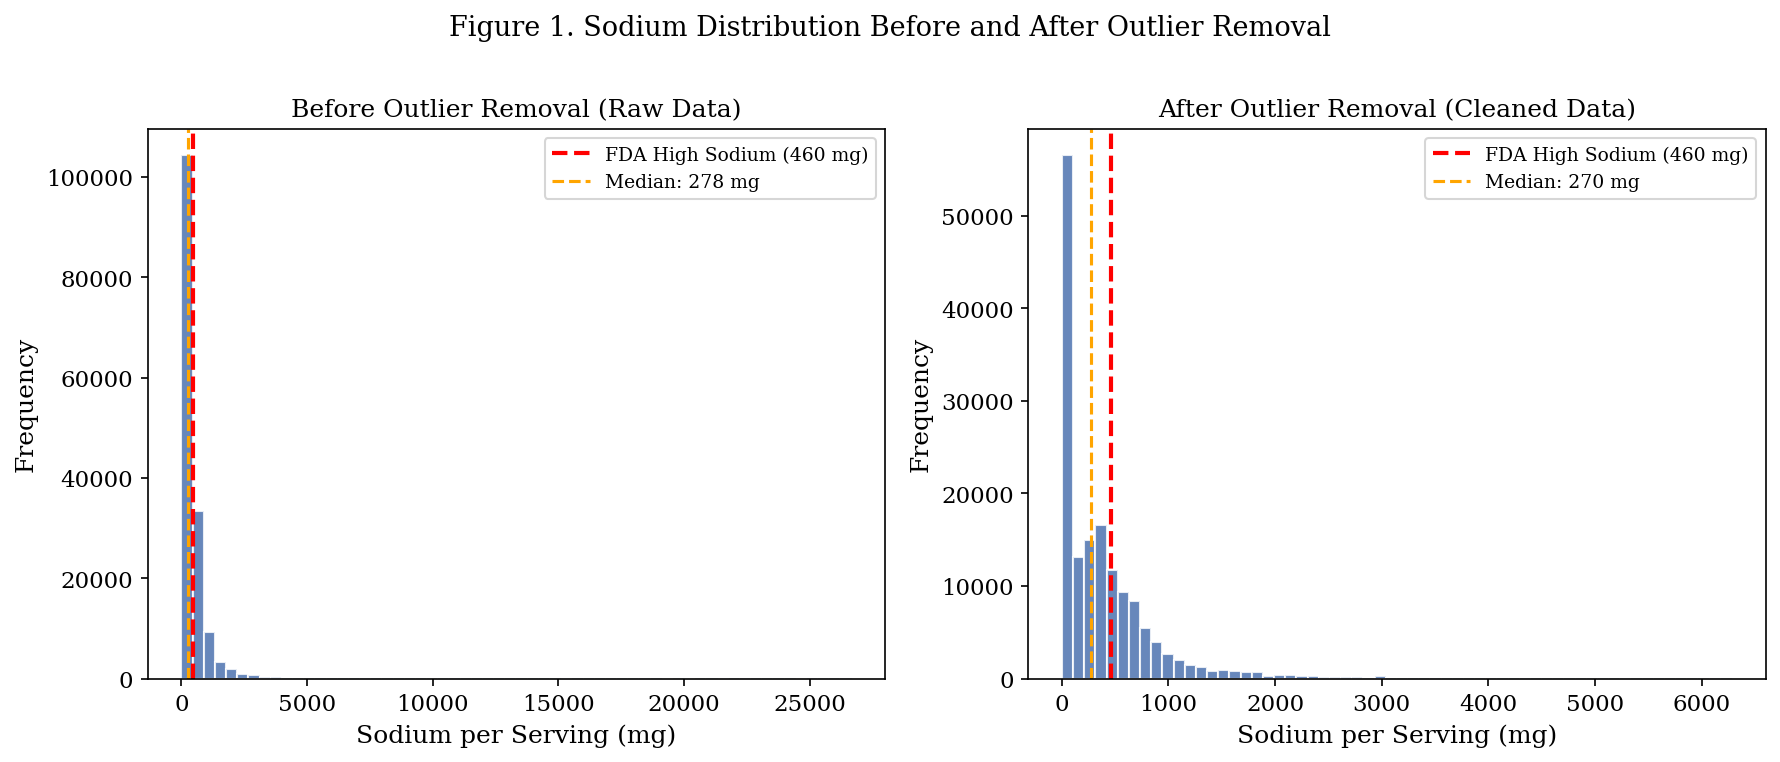 Figure 1. Sodium Distribution Before and After Outlier Removal
Before Outlier Removal (Raw Data)
FDA High Sodium (460 mg)
Median: 278 mg
Frequency
100000
80000
60000
40000
20000
0
0
5000
10000
15000
20000
25000
Sodium per Serving (mg)
After Outlier Removal (Cleaned Data)
FDA High Sodium (460 mg)
Median: 270 mg
Frequency
50000
40000
30000
20000
10000
0
0
1000
2000
3000
4000
5000
6000
Sodium per Serving (mg)